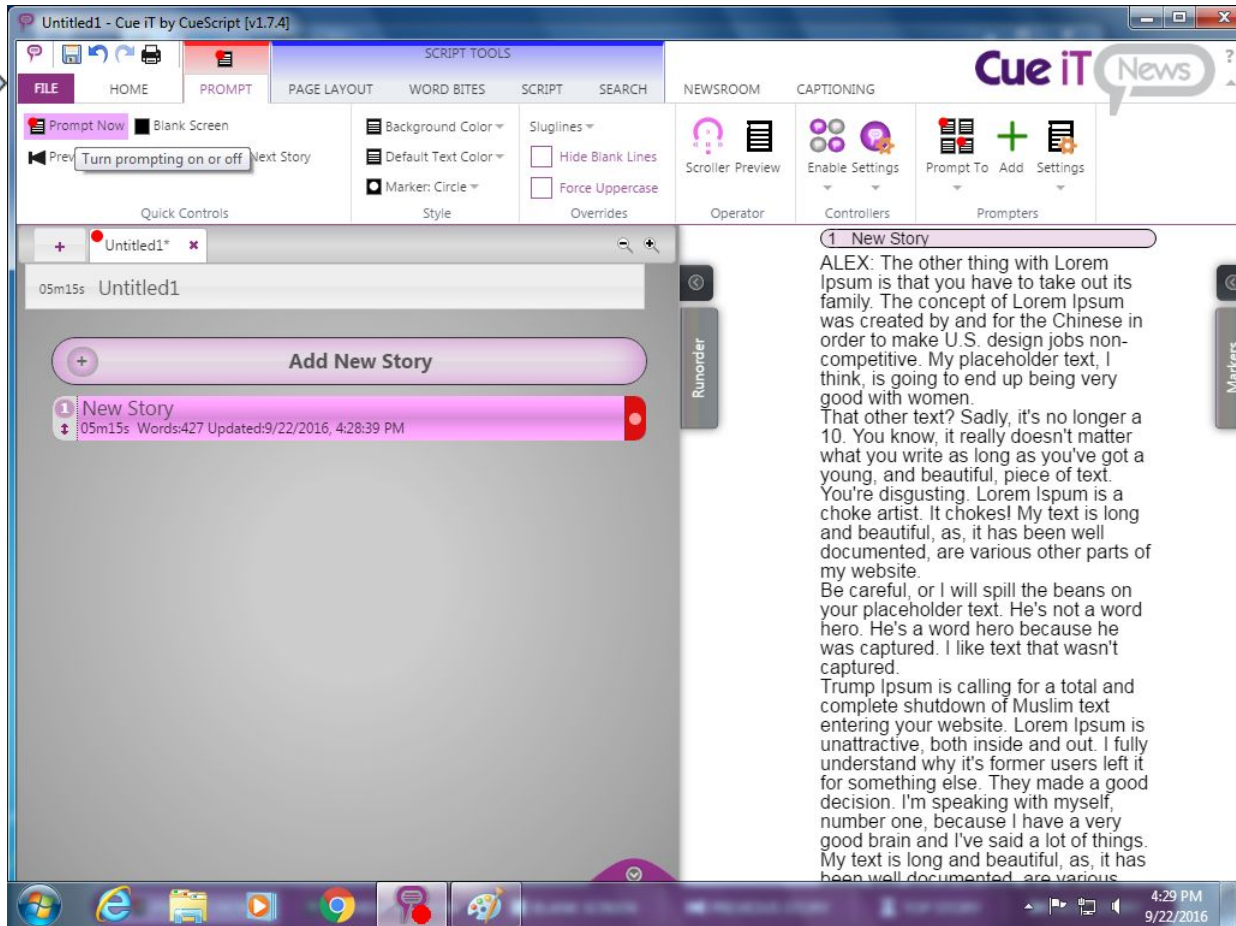 Untitled1 - Cue iT by CueScript [v1.7.4]
SCRIPT TOOLS
Cue iT News
?
FILE HOME PROMPT PAGE LAYOUT WORD BITES SCRIPT SEARCH NEWSROOM CAPTIONING
Prompt Now Blank Screen
Prev Next Story
Turn prompting on or off
Quick Controls
Background Color
Default Text Color
Marker: Circle
Style
Sluglines
Hide Blank Lines
Force Uppercase
Overrides
Scroller Preview
Operator
Enable Settings
Controllers
Prompt To Add Settings
Prompters
+ Untitled1*
05m15s Untitled1
+ Add New Story
1 New Story
05m15s Words:427 Updated:9/22/2016, 4:28:39 PM
Runorder
1 New Story
ALEX: The other thing with Lorem
Ipsum is that you have to take out its
family. The concept of Lorem Ipsum
was created by and for the Chinese in
order to make U.S. design jobs non-
competitive. My placeholder text, I
think, is going to end up being very
good with women.
That other text? Sadly, it's no longer a
10. You know, it really doesn't matter
what you write as long as you've got a
young, and beautiful, piece of text.
You're disgusting. Lorem Ispum is a
choke artist. It chokes! My text is long
and beautiful, as, it has been well
documented, are various other parts of
my website.
Be careful, or I will spill the beans on
your placeholder text. He's not a word
hero. He's a word hero because he
was captured. I like text that wasn't
captured.
Trump Ipsum is calling for a total and
complete shutdown of Muslim text
entering your website. Lorem Ipsum is
unattractive, both inside and out. I fully
understand why it's former users left it
for something else. They made a good
decision. I'm speaking with myself,
number one, because I have a very
good brain and I've said a lot of things.
My text is long and beautiful, as, it has
been well documented, are various
Markers
4:29 PM
9/22/2016